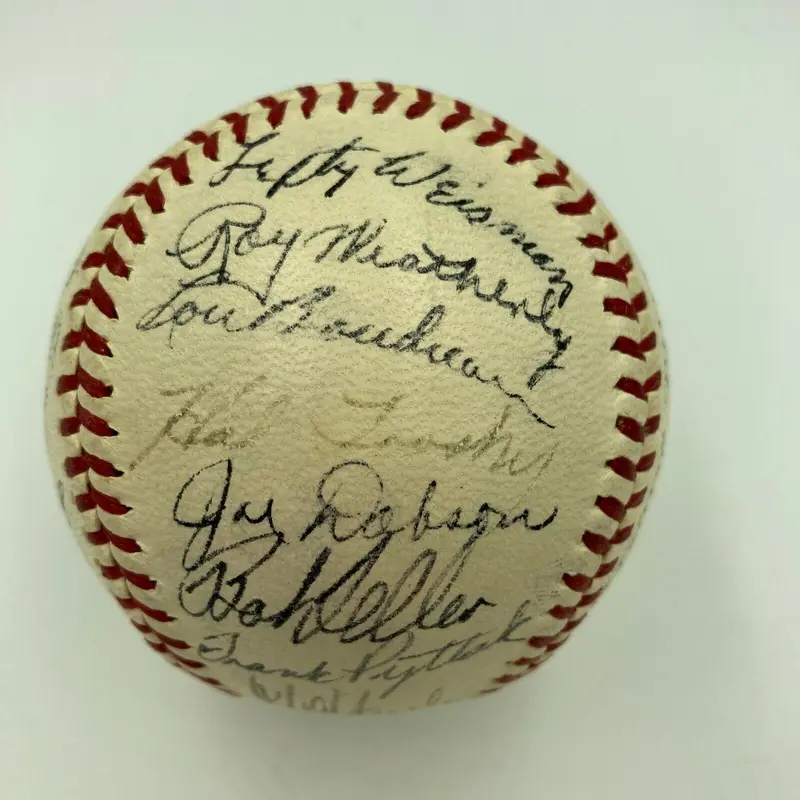 Lefty Weisman
Roy Weatherly
Lou Boudreau
Hal Trosky
Joe Dobson
Bob Feller
Frank Pytlak